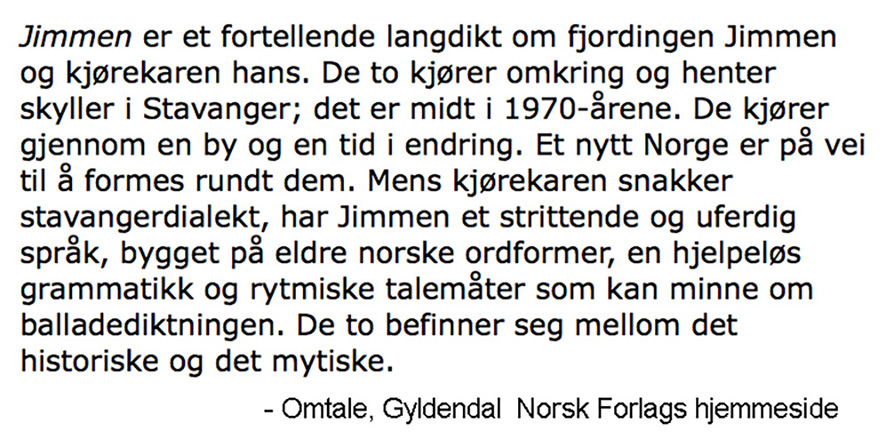 Jimmen er et fortellende langdikt om fjordingen Jimmen
og kjørekaren hans. De to kjører omkring og henter
skyller i Stavanger; det er midt i 1970-årene. De kjører
gjennom en by og en tid i endring. Et nytt Norge er på vei
til å formes rundt dem. Mens kjørekaren snakker
stavangerdialekt, har Jimmen et strittende og uferdig
språk, bygget på eldre norske ordformer, en hjelpeløs
grammatikk og rytmiske talemåter som kan minne om
balladediktningen. De to befinner seg mellom det
historiske og det mytiske.
- Omtale, Gyldendal Norsk Forlags hjemmeside